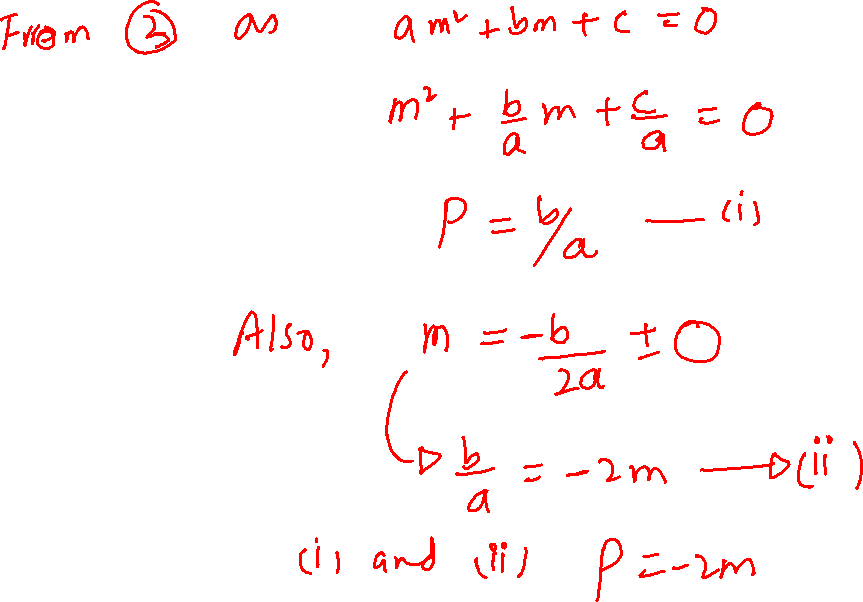 From ③ as am² + bm + c = 0
m² + b/a m + c/a = 0
P = b/a — (i)
Also, m = -b/2a ± 0
b/a = -2m → (ii)
(i) and (ii) P = -2m